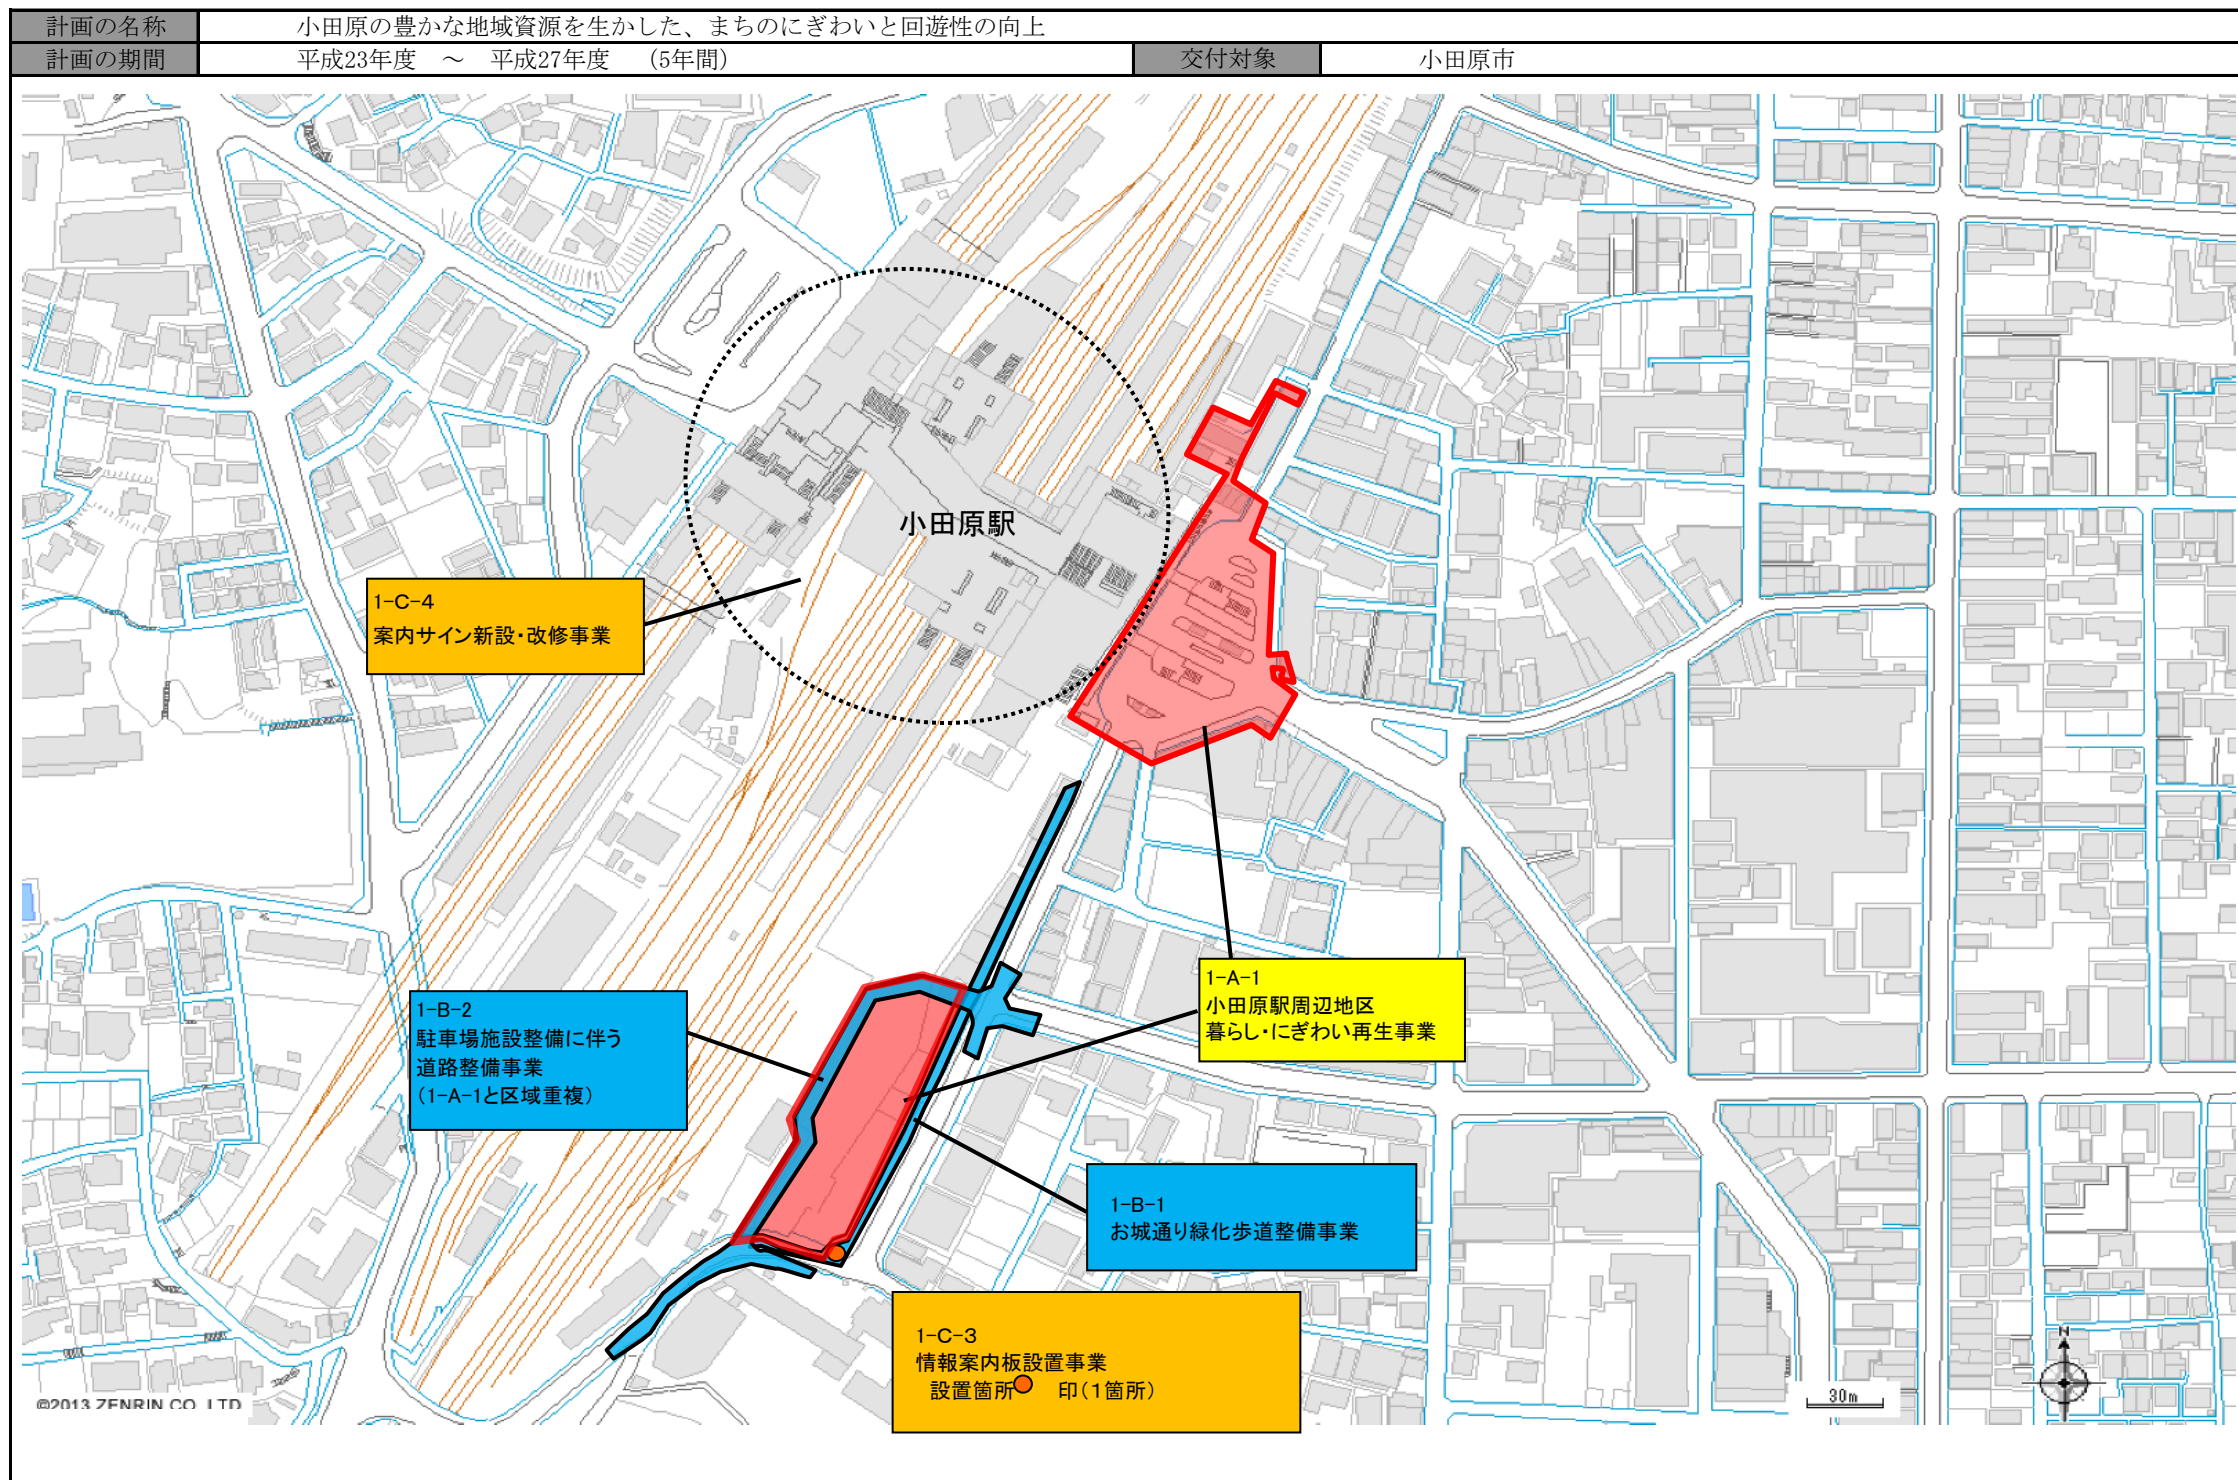 計画の名称 小田原の豊かな地域資源を生かした、まちのにぎわいと回遊性の向上
計画の期間 平成23年度 ～ 平成27年度 (5年間) 交付対象 小田原市
小田原駅
1-C-4
案内サイン新設・改修事業
1-A-1
小田原駅周辺地区
暮らし・にぎわい再生事業
1-B-2
駐車場施設整備に伴う
道路整備事業
(1-A-1と区域重複)
1-B-1
お城通り緑化歩道整備事業
1-C-3
情報案内板設置事業
設置箇所 印(1箇所)
N
30m
©2013 ZENRIN CO. LTD